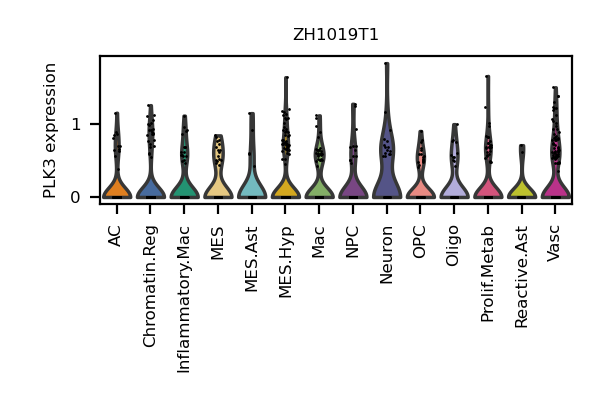 ZH1019T1
PLK3 expression
1
0
AC
Chromatin.Reg
Inflammatory.Mac
MES
MES.Ast
MES.Hyp
Mac
NPC
Neuron
OPC
Oligo
Prolif.Metab
Reactive.Ast
Vasc